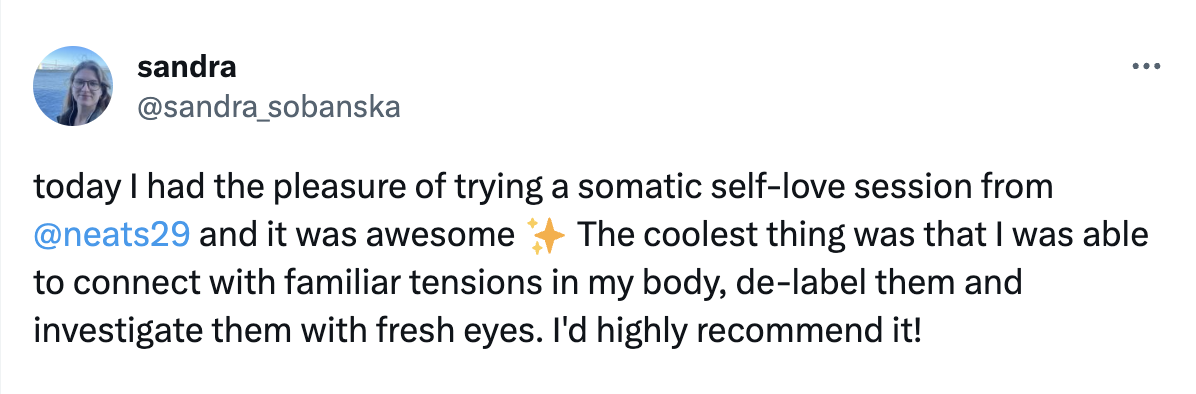 sandra
@sandra_sobanska
today I had the pleasure of trying a somatic self-love session from
@neats29 and it was awesome ✨ The coolest thing was that I was able
to connect with familiar tensions in my body, de-label them and
investigate them with fresh eyes. I'd highly recommend it!